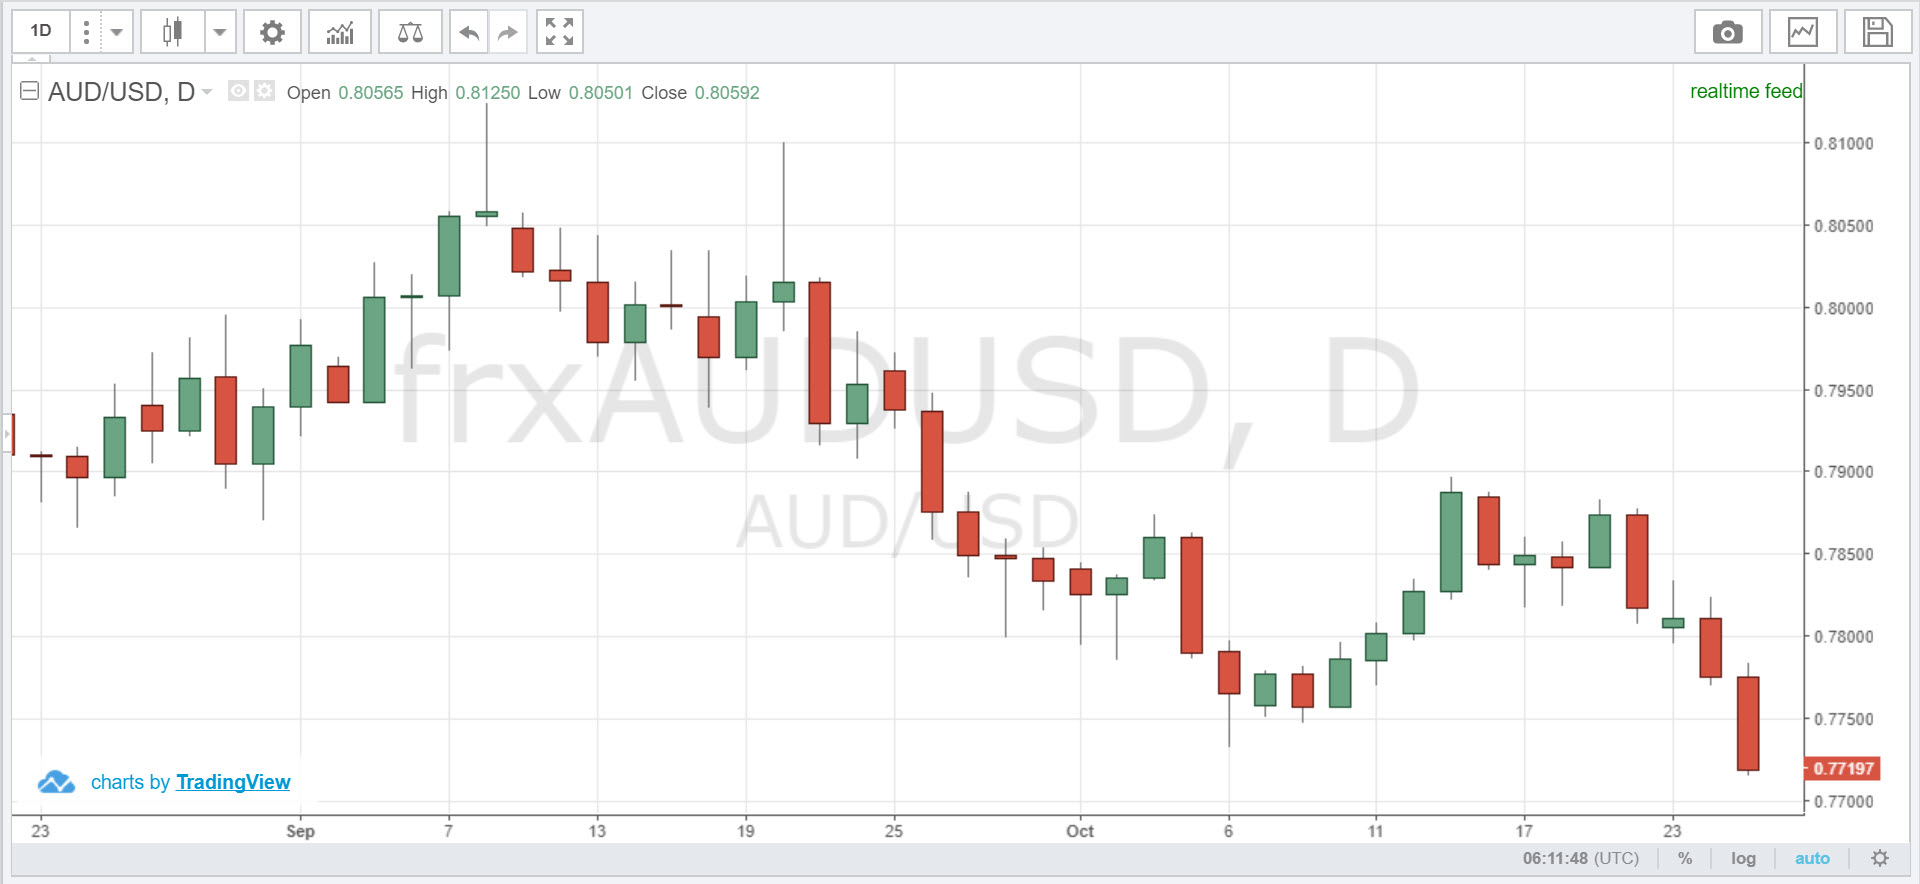 1D
AUD/USD, D Open 0.80565 High 0.81250 Low 0.80501 Close 0.80592
realtime feed
0.81000
0.80500
0.80000
0.79500
0.79000
0.78500
0.78000
0.77500
0.77197
0.77000
frxAUDUSD, D
AUD/USD
charts by TradingView
23 Sep 7 13 19 25 Oct 6 11 17 23
06:11:48 (UTC) % log auto